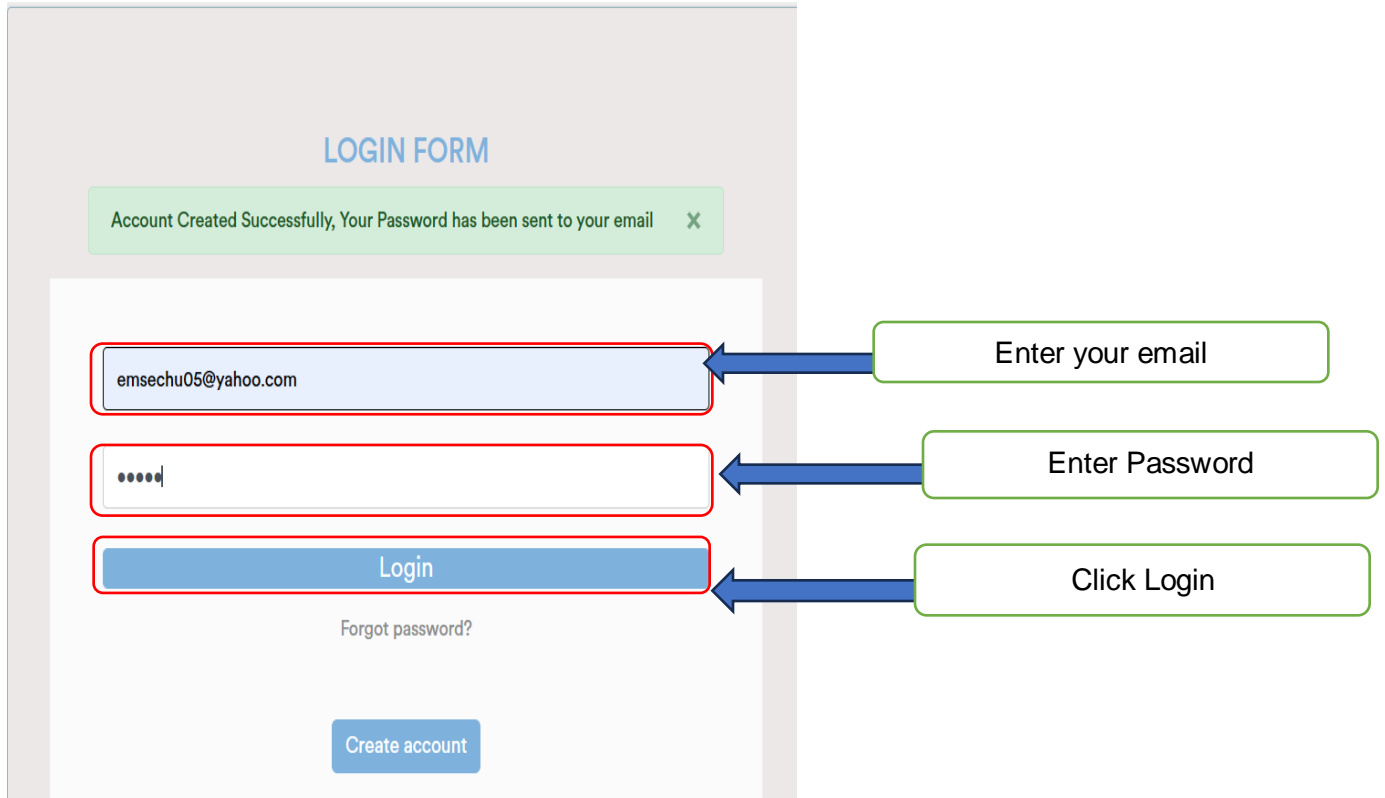 LOGIN FORM
Account Created Successfully, Your Password has been sent to your email ×
emsechu05@yahoo.com
Enter your email
•••••
Enter Password
Login
Click Login
Forgot password?
Create account